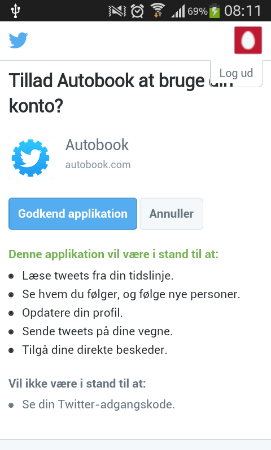 69% 08:11
Log ud
Tillad Autobook at bruge din
konto?
Autobook
autobook.com
Godkend applikation Annuller
Denne applikation vil være i stand til at:
Læse tweets fra din tidslinje.
Se hvem du følger, og følge nye personer.
Opdatere din profil.
Sende tweets på dine vegne.
Tilgå dine direkte beskeder.
Vil ikke være i stand til at:
Se din Twitter-adgangskode.